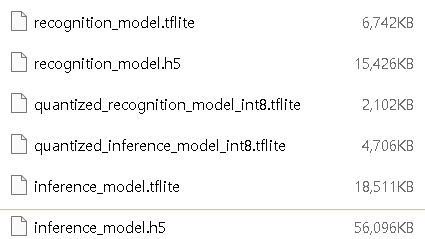 recognition_model.tflite 6,742KB
recognition_model.h5 15,426KB
quantized_recognition_model_int8.tflite 2,102KB
quantized_inference_model_int8.tflite 4,706KB
inference_model.tflite 18,511KB
inference_model.h5 56,096KB